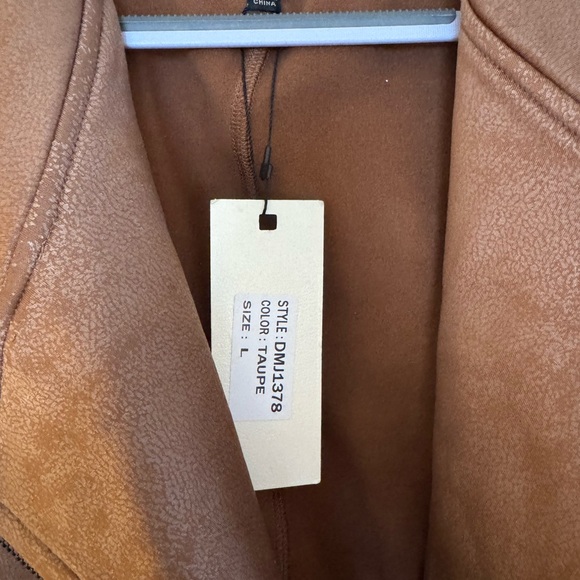 CHINA
STYLE : DMJ1378
COLOR : TAUPE
SIZE : L